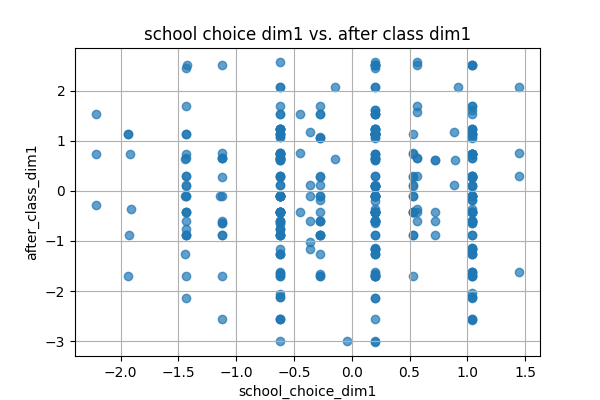 school choice dim1 vs. after class dim1
after_class_dim1
2
1
0
−1
−2
−3
−2.0 −1.5 −1.0 −0.5 0.0 0.5 1.0 1.5
school_choice_dim1